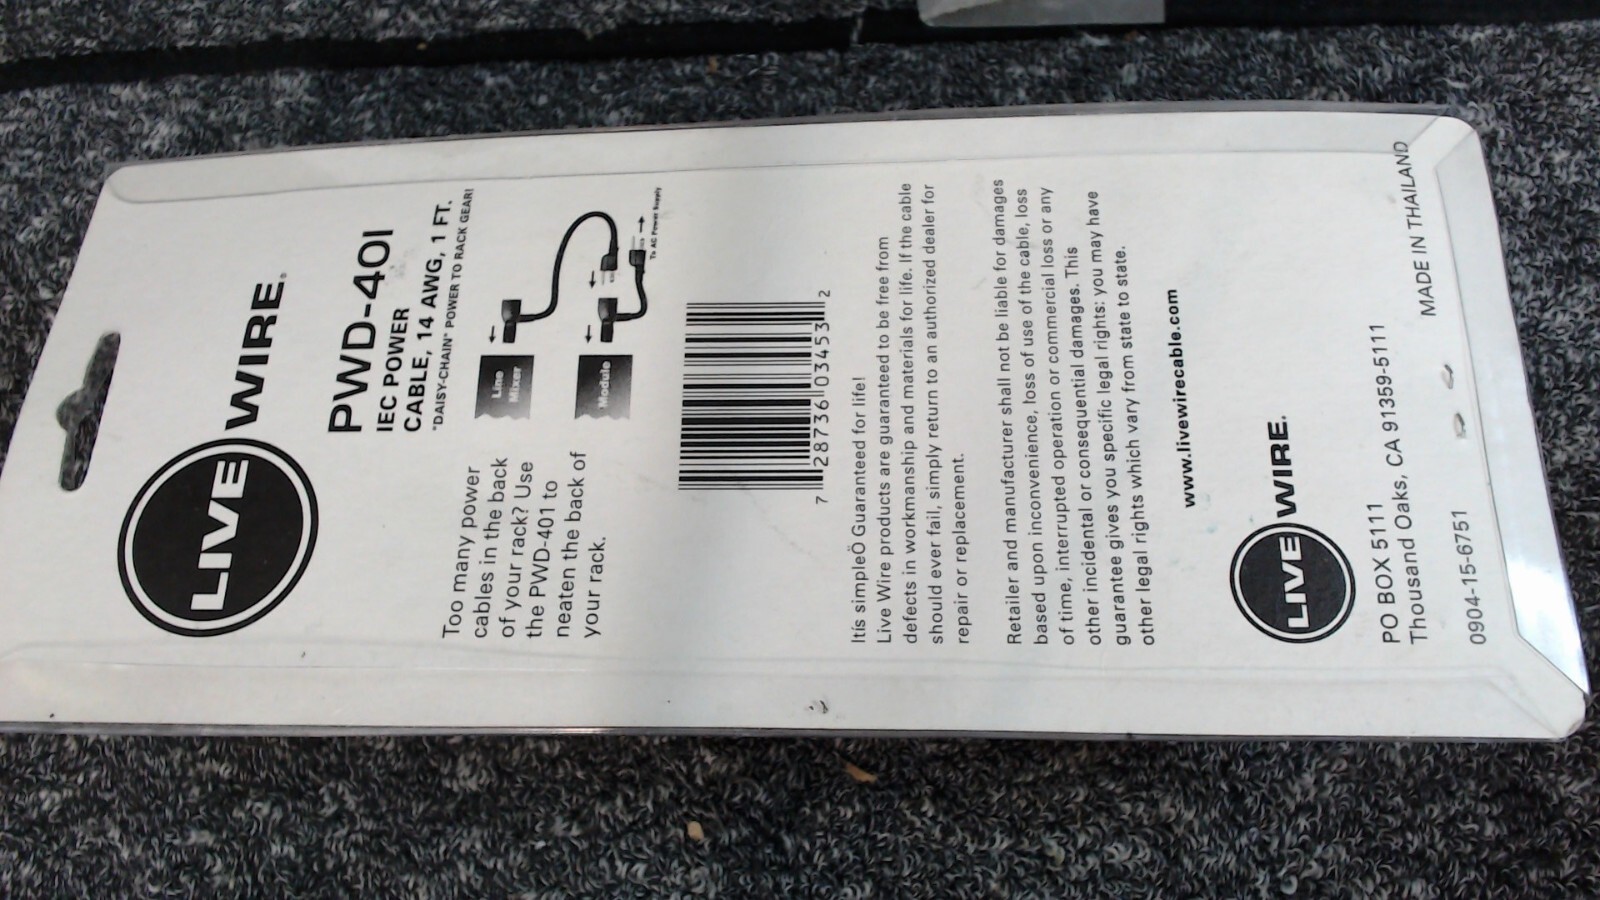 LIVE WIRE.®
PWD-401
IEC POWER
CABLE, 14 AWG, 1 FT.
"DAISY-CHAIN" POWER TO RACK GEAR!
Too many power
cables in the back
of your rack? Use
the PWD-401 to
neaten the back of
your rack.
Line
Mixer
Module
To AC Power Supply
7 28736 03453 2
Itís simpleÖ Guaranteed for life!
Live Wire products are guaranteed to be free from
defects in workmanship and materials for life. If the cable
should ever fail, simply return to an authorized dealer for
repair or replacement.
Retailer and manufacturer shall not be liable for damages
based upon inconvenience, loss of use of the cable, loss
of time, interrupted operation or commercial loss or any
other incidental or consequential damages. This
guarantee gives you specific legal rights: you may have
other legal rights which vary from state to state.
www.livewirecable.com
LIVE WIRE.
PO BOX 5111
Thousand Oaks, CA 91359-5111
MADE IN THAILAND
0904-15-6751